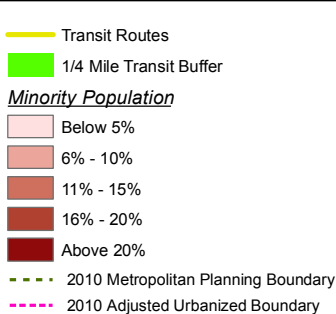 Transit Routes
1/4 Mile Transit Buffer
Minority Population
Below 5%
6% - 10%
11% - 15%
16% - 20%
Above 20%
2010 Metropolitan Planning Boundary
2010 Adjusted Urbanized Boundary